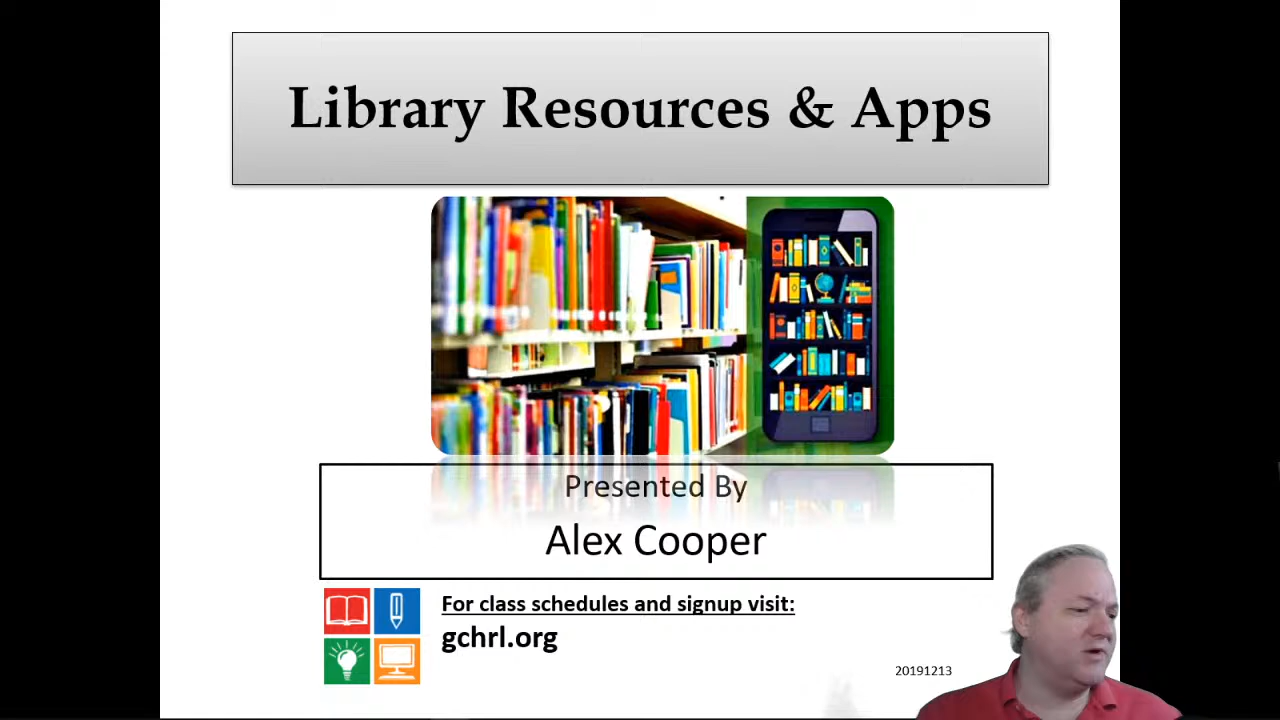 Library Resources & Apps
Presented By
Alex Cooper
For class schedules and signup visit:
gchrl.org
20191213